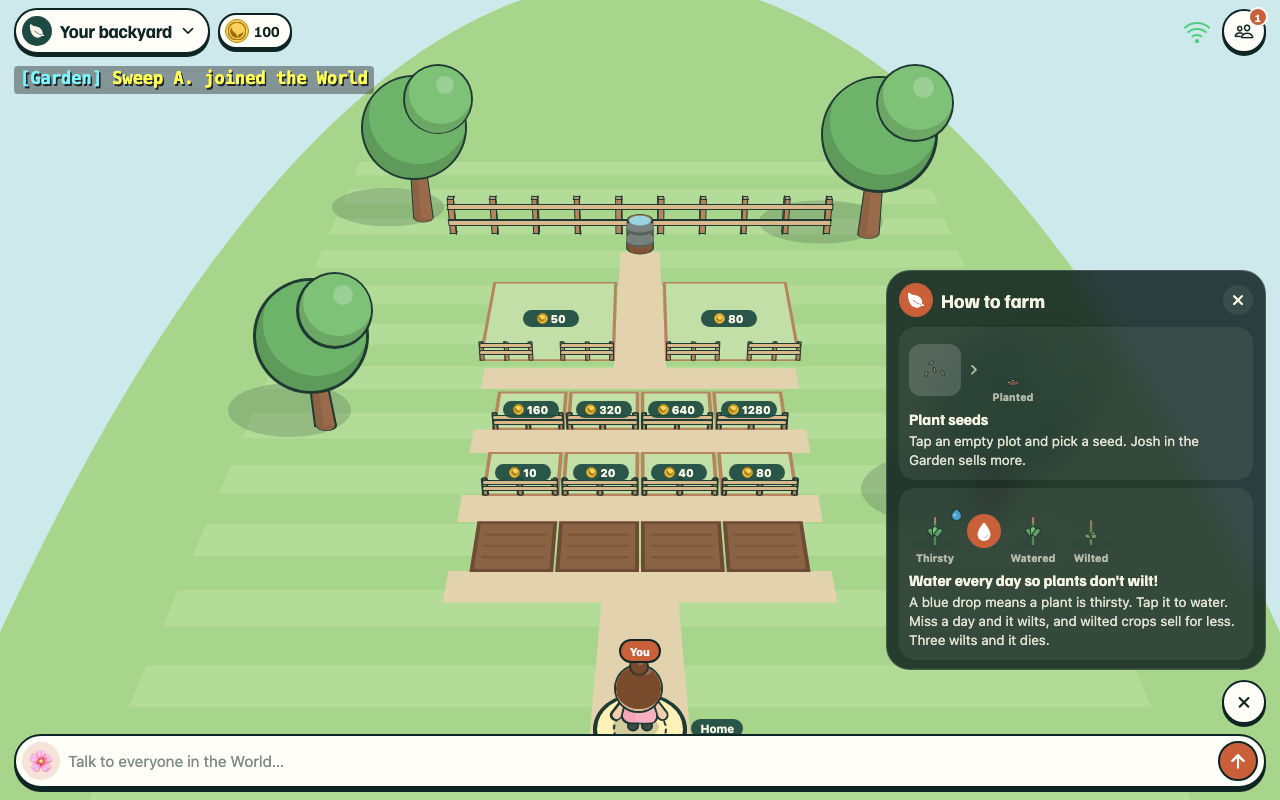 Your backyard
100
1
[Garden] Sweep A. joined the World
50
80
160
320
640
1280
10
20
40
80
You
Home
How to farm
Planted
Plant seeds
Tap an empty plot and pick a seed. Josh in the
Garden sells more.
Thirsty
Watered
Wilted
Water every day so plants don't wilt!
A blue drop means a plant is thirsty. Tap it to water.
Miss a day and it wilts, and wilted crops sell for less.
Three wilts and it dies.
Talk to everyone in the World...